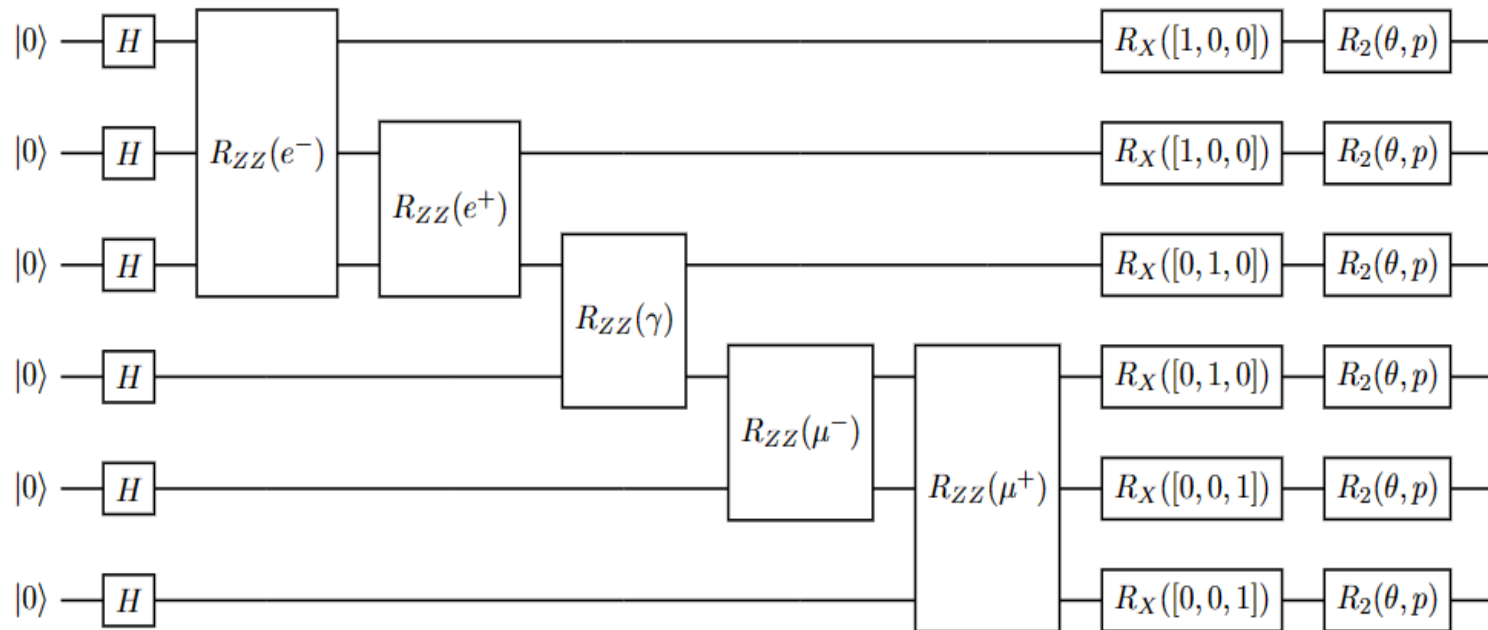 |0⟩ H R_X([1, 0, 0]) R_2(θ, p)
|0⟩ H R_{ZZ}(e^−) R_X([1, 0, 0]) R_2(θ, p)
R_{ZZ}(e^+)
|0⟩ H R_X([0, 1, 0]) R_2(θ, p)
R_{ZZ}(γ)
|0⟩ H R_X([0, 1, 0]) R_2(θ, p)
R_{ZZ}(μ^−)
|0⟩ H R_{ZZ}(μ^+) R_X([0, 0, 1]) R_2(θ, p)
|0⟩ H R_X([0, 0, 1]) R_2(θ, p)